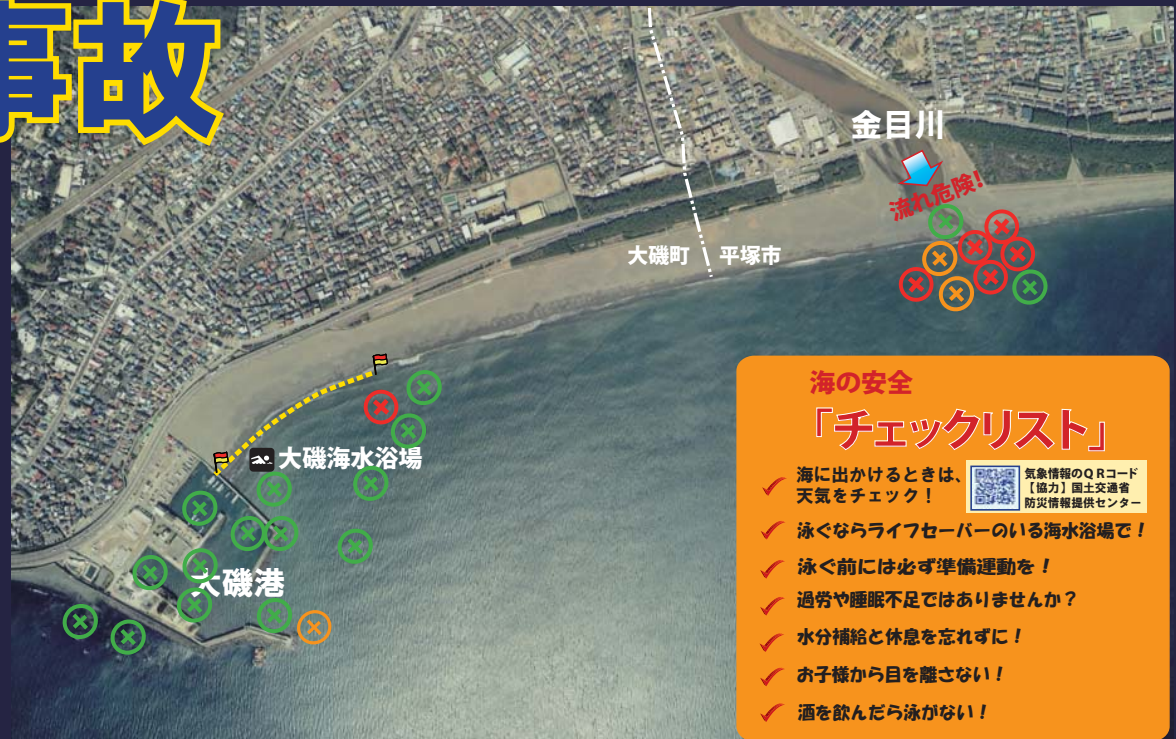 事故
金目川
流れ危険!
大磯町
平塚市
大磯海水浴場
大磯港
海の安全
「チェックリスト」
海に出かけるときは、
天気をチェック！
気象情報のQRコード
【協力】国土交通省
防災情報提供センター
泳ぐならライフセーバーのいる海水浴場で！
泳ぐ前には必ず準備運動を！
過労や睡眠不足ではありませんか？
水分補給と休息を忘れずに！
お子様から目を離さない！
酒を飲んだら泳がない！